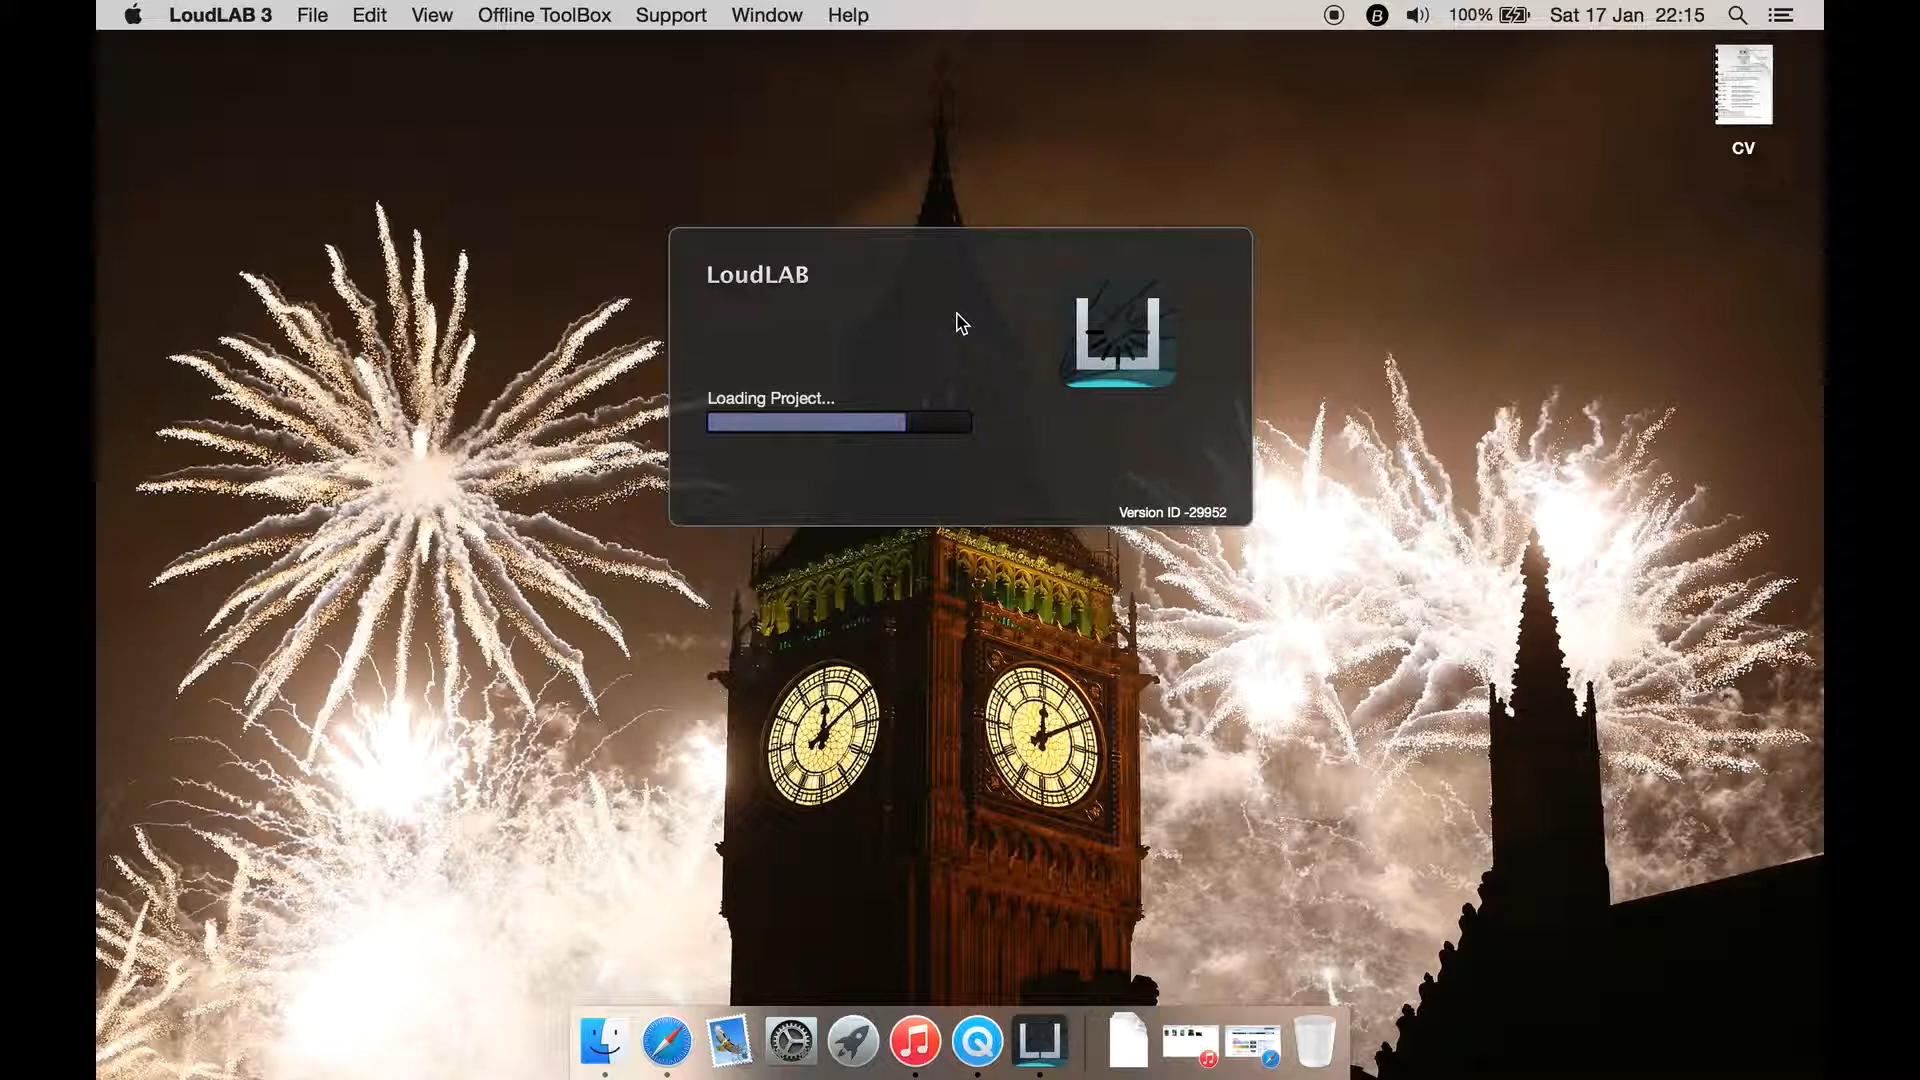 LoudLAB 3 File Edit View Offline ToolBox Support Window Help 100% Sat 17 Jan 22:15
CV
LoudLAB
Loading Project...
Version ID -29952